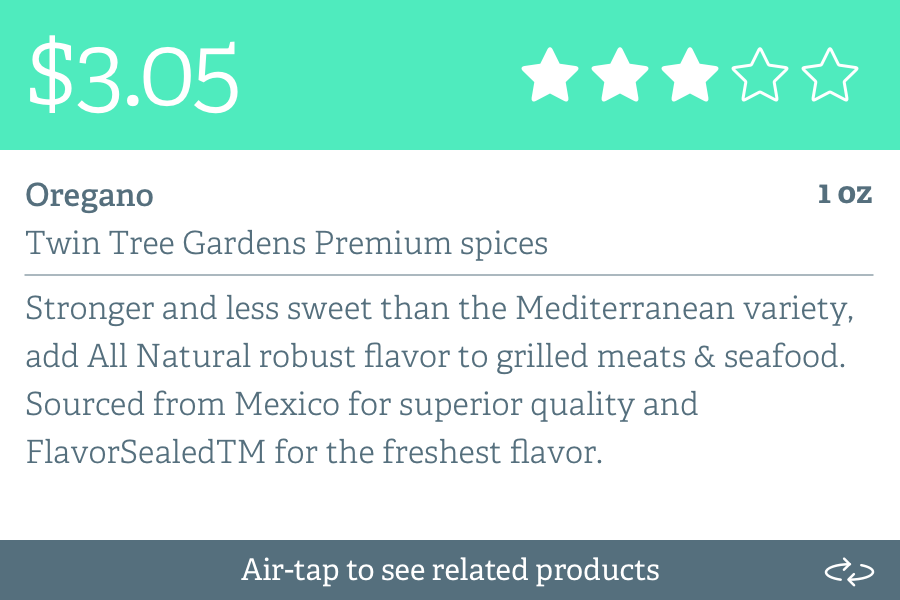 $3.05
Oregano
1 oz
Twin Tree Gardens Premium spices
Stronger and less sweet than the Mediterranean variety,
add All Natural robust flavor to grilled meats & seafood.
Sourced from Mexico for superior quality and
FlavorSealedTM for the freshest flavor.
Air-tap to see related products